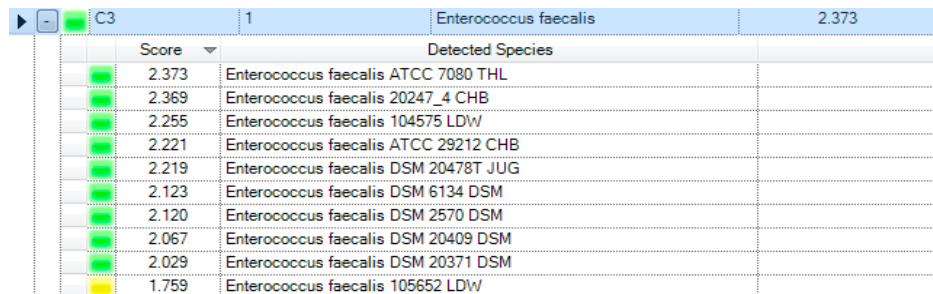 C3 1 Enterococcus faecalis 2.373
Score Detected Species
2.373 Enterococcus faecalis ATCC 7080 THL
2.369 Enterococcus faecalis 20247_4 CHB
2.255 Enterococcus faecalis 104575 LDW
2.221 Enterococcus faecalis ATCC 29212 CHB
2.219 Enterococcus faecalis DSM 20478T JUG
2.123 Enterococcus faecalis DSM 6134 DSM
2.120 Enterococcus faecalis DSM 2570 DSM
2.067 Enterococcus faecalis DSM 20409 DSM
2.029 Enterococcus faecalis DSM 20371 DSM
1.759 Enterococcus faecalis 105652 LDW